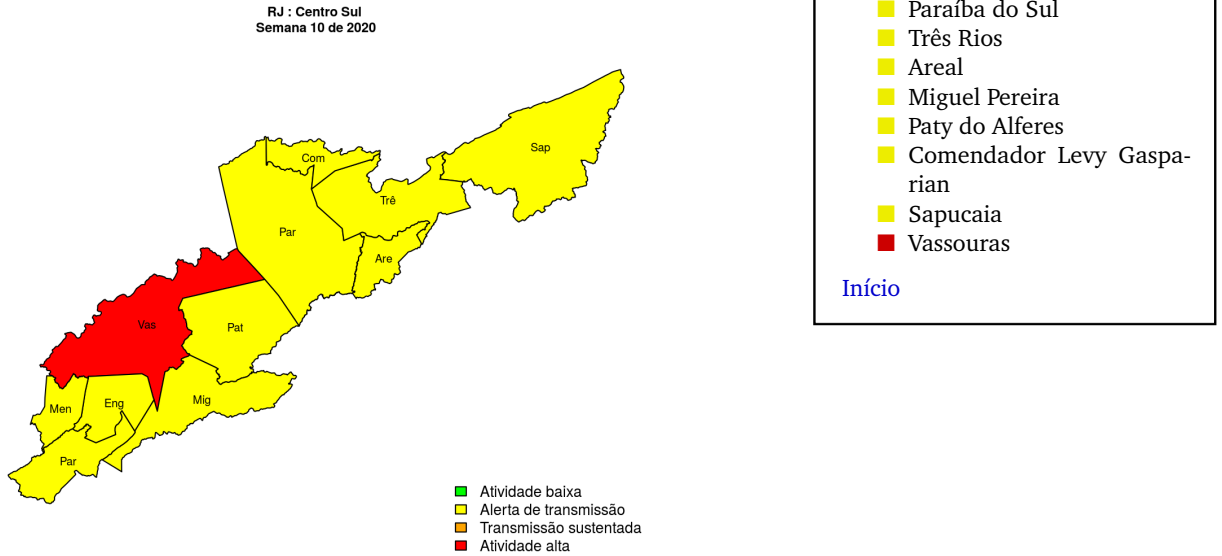 RJ : Centro Sul
Semana 10 de 2020
Sap
Com
Trê
Par
Are
Vas
Pat
Mig
Men
Eng
Par
Atividade baixa
Alerta de transmissão
Transmissão sustentada
Atividade alta
Paraíba do Sul
Três Rios
Areal
Miguel Pereira
Paty do Alferes
Comendador Levy Gaspa-
rian
Sapucaia
Vassouras
Início